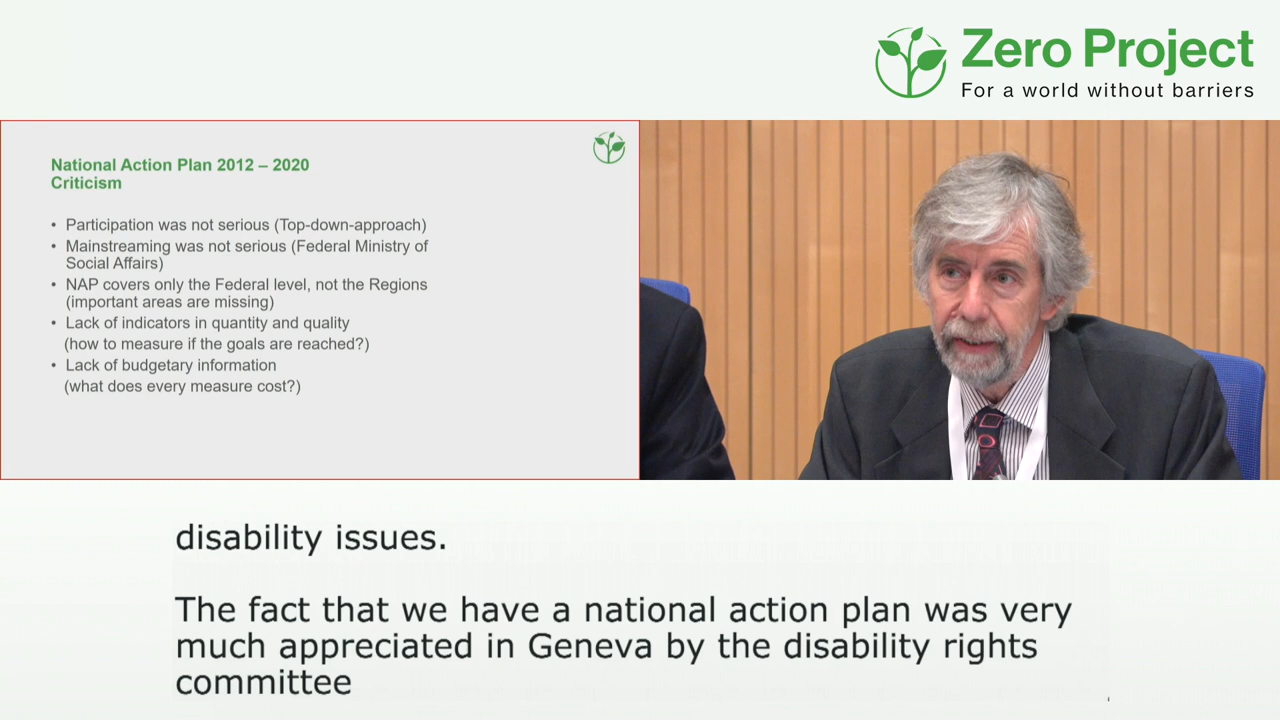 Zero Project
For a world without barriers
National Action Plan 2012 – 2020
Criticism
• Participation was not serious (Top-down-approach)
• Mainstreaming was not serious (Federal Ministry of
Social Affairs)
• NAP covers only the Federal level, not the Regions
(important areas are missing)
• Lack of indicators in quantity and quality
(how to measure if the goals are reached?)
• Lack of budgetary information
(what does every measure cost?)
disability issues.
The fact that we have a national action plan was very
much appreciated in Geneva by the disability rights
committee